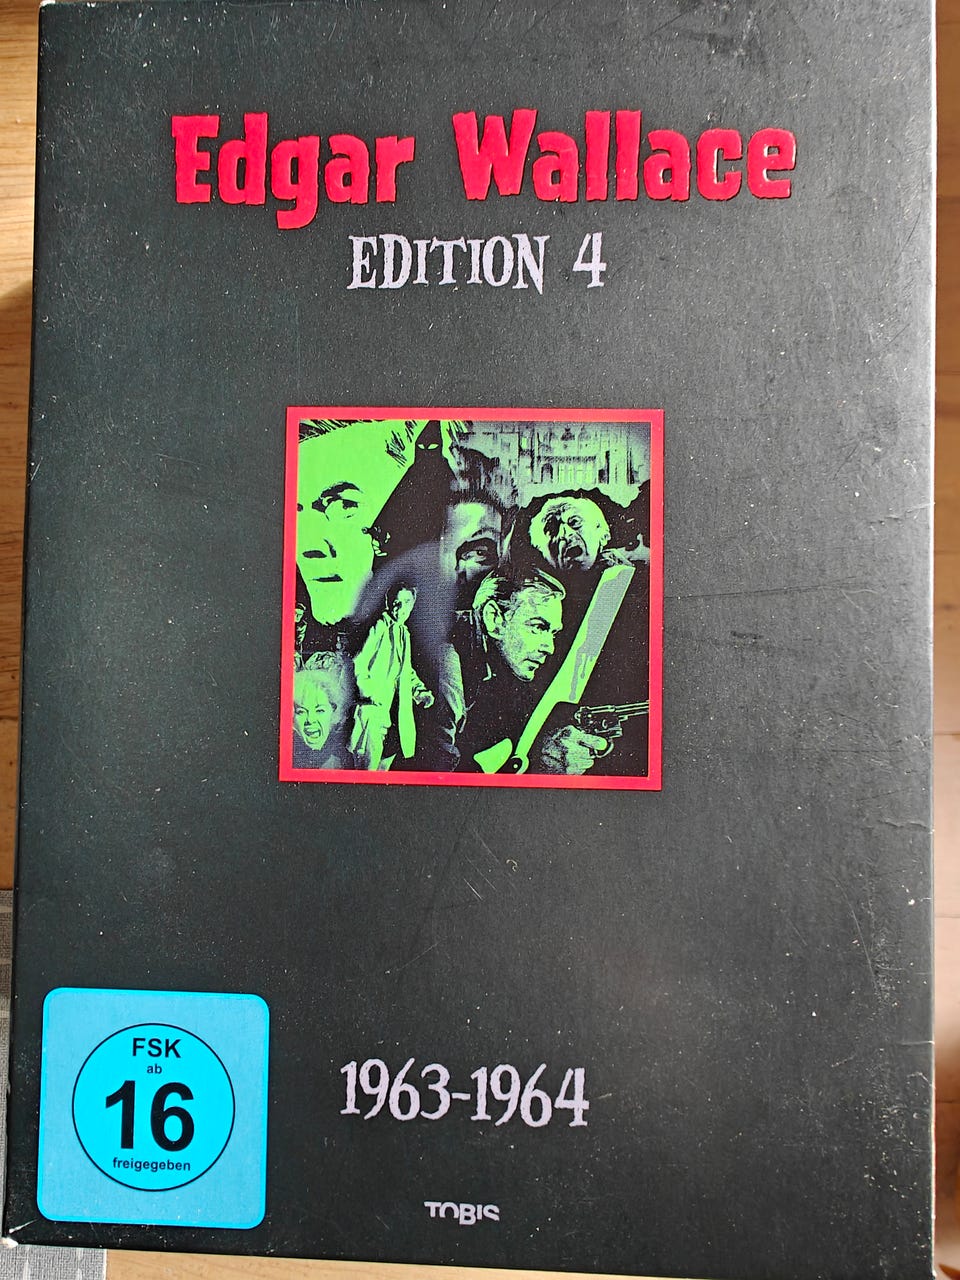 Edgar Wallace
EDITION 4
FSK
ab
16
freigegeben
1963-1964
TOBIS